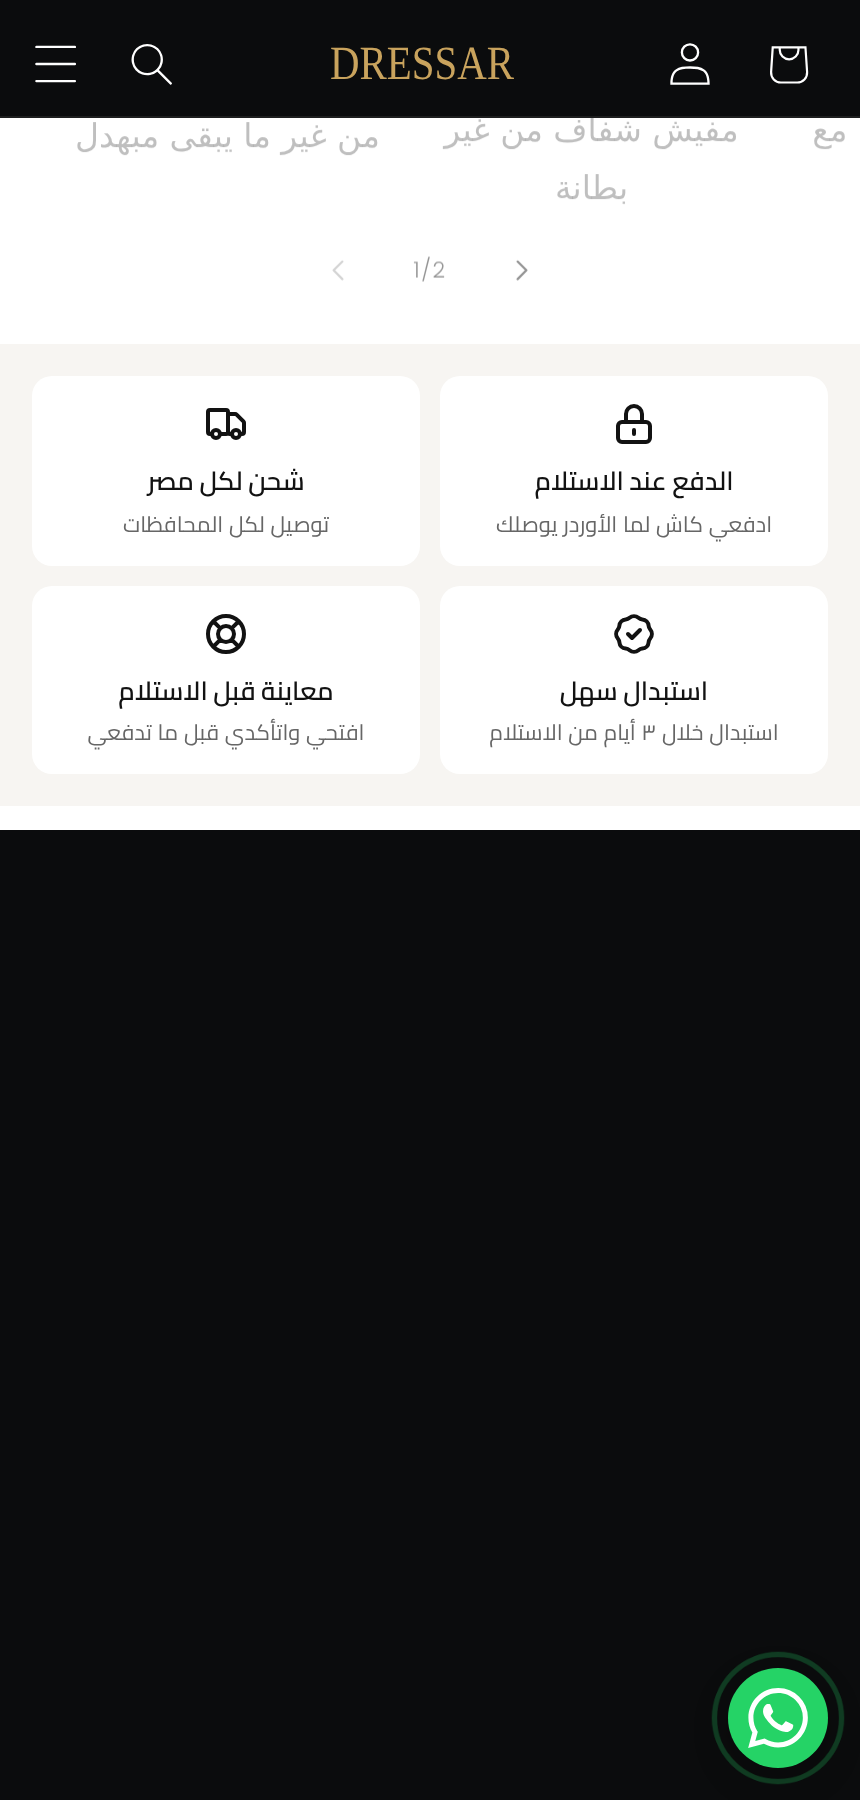 DRESSAR
مع
مفيش شفاف من غير
بطانة
من غير ما يبقى مبهدل
1/2
الدفع عند الاستلام
ادفعي كاش لما الأوردر يوصلك
شحن لكل مصر
توصيل لكل المحافظات
استبدال سهل
استبدال خلال ٣ أيام من الاستلام
معاينة قبل الاستلام
افتحي واتأكدي قبل ما تدفعي